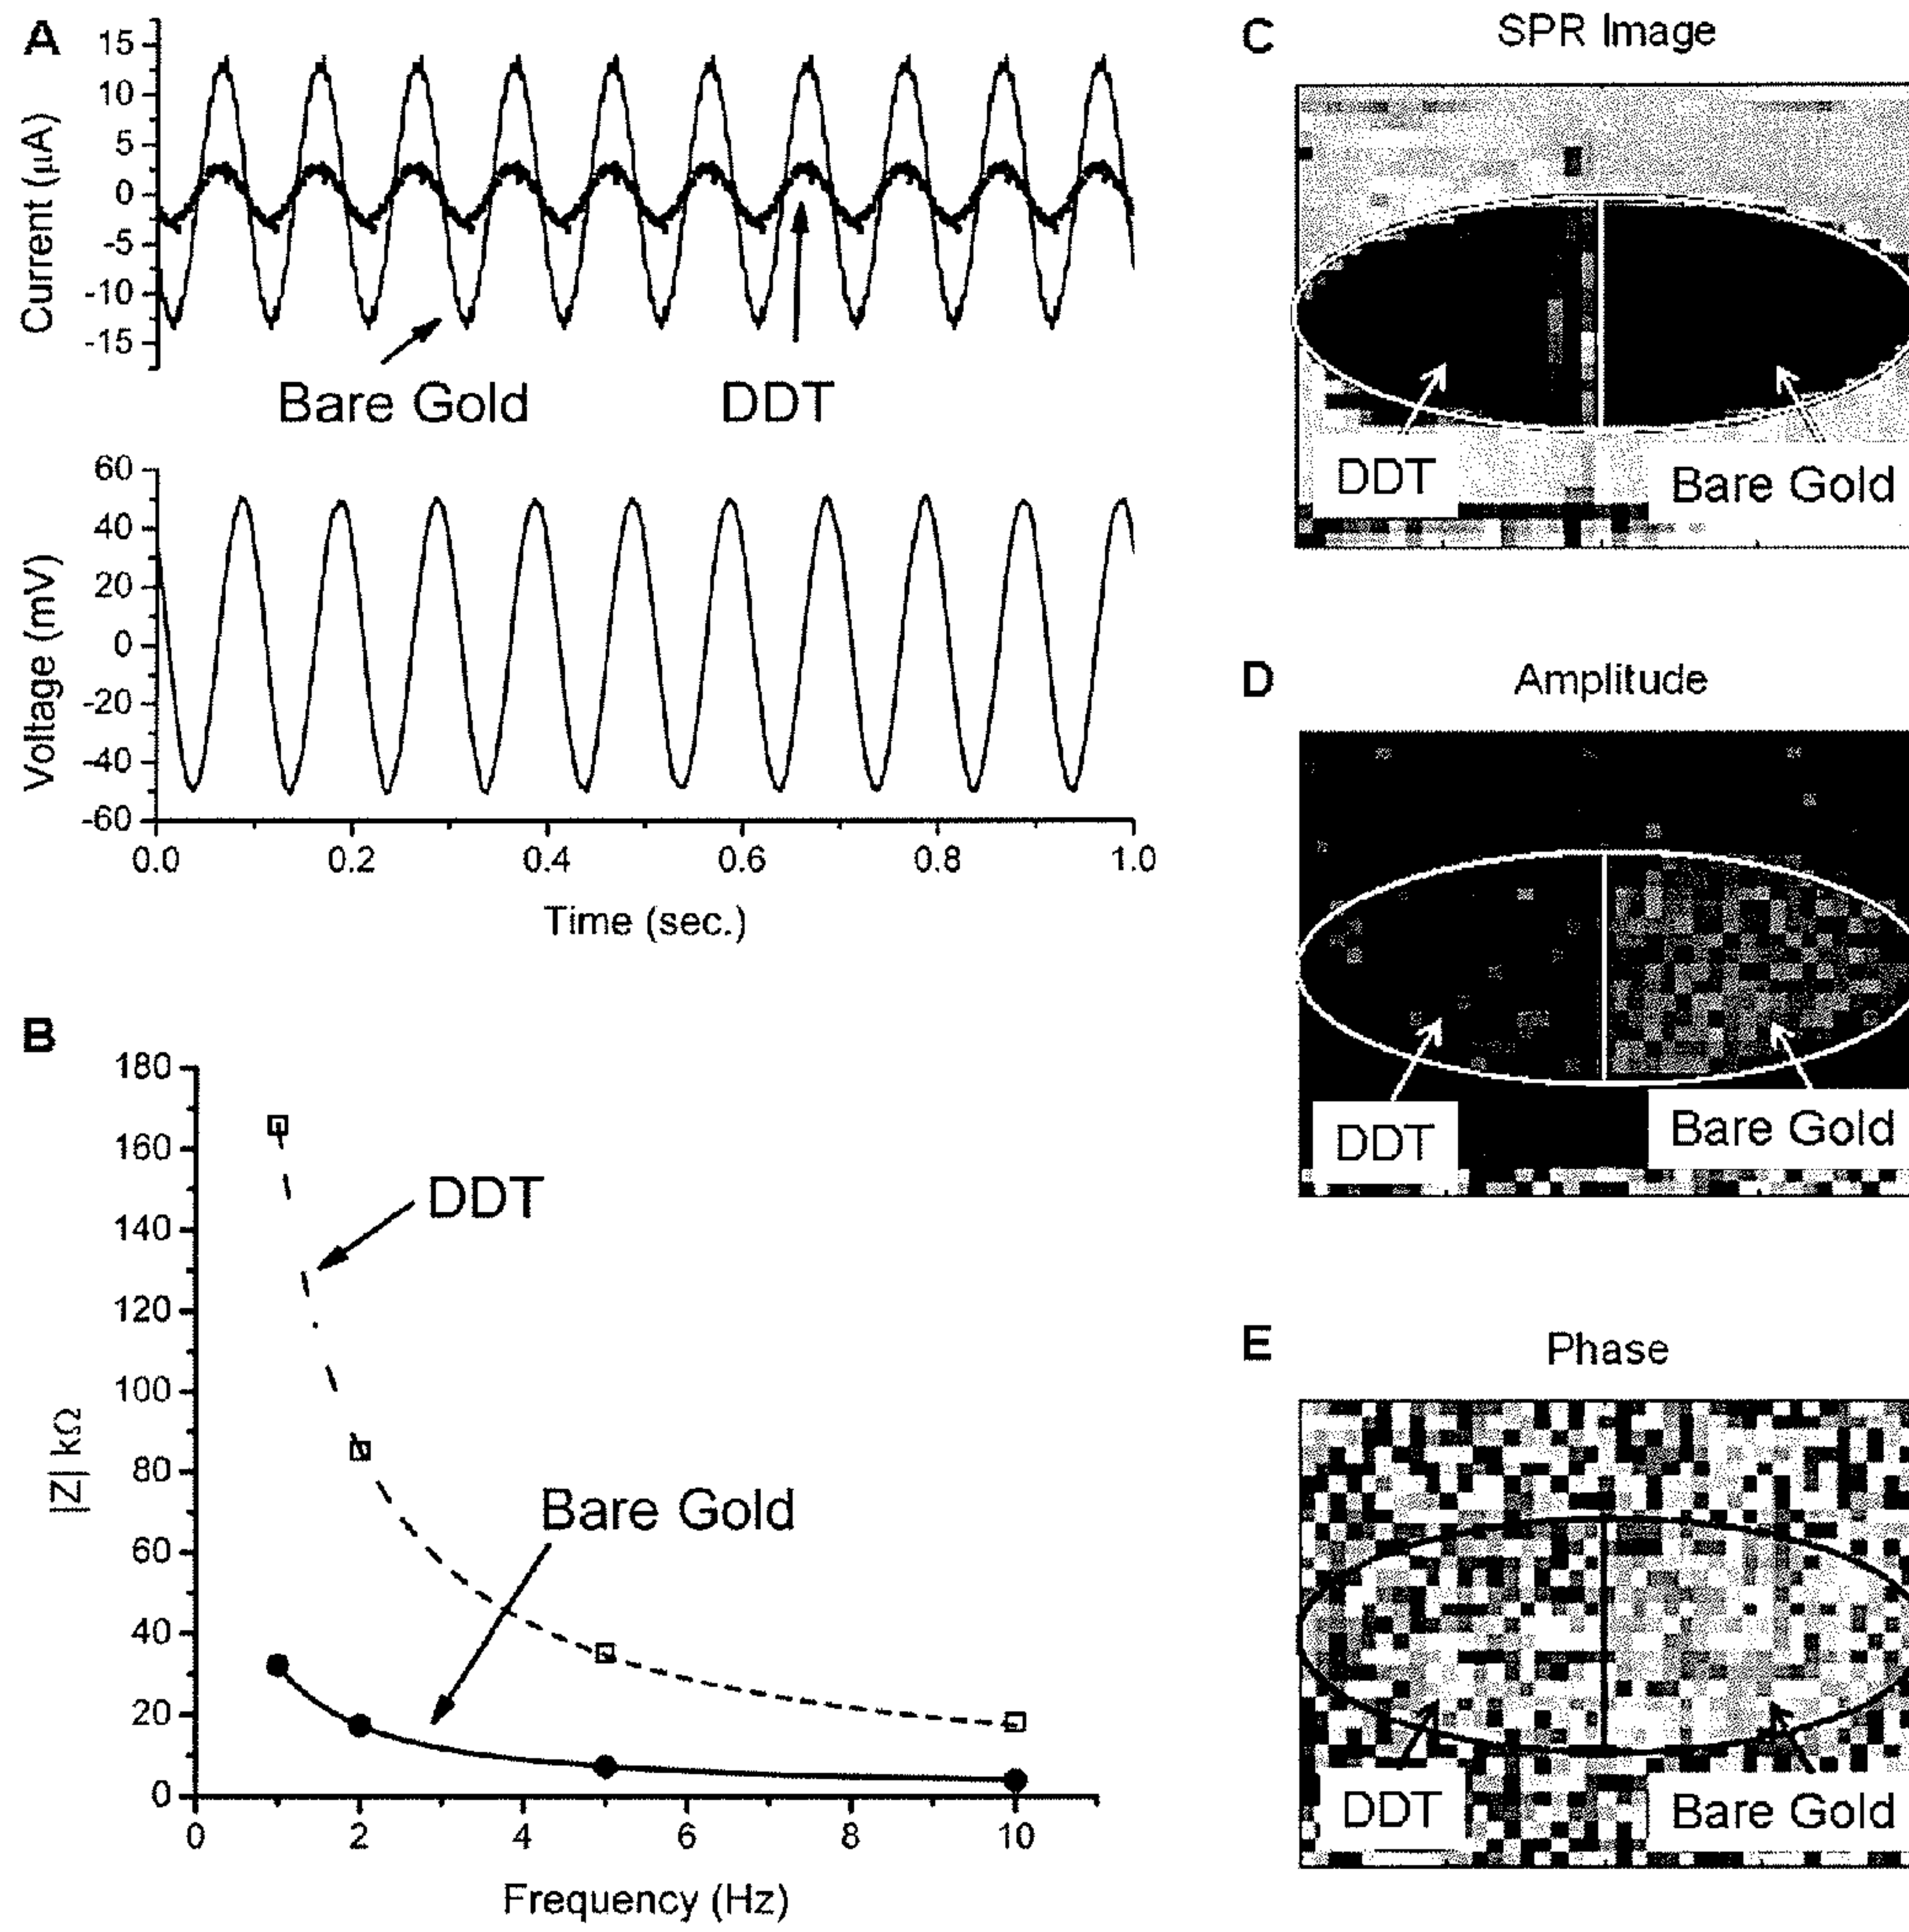 A
15
10
5
0
-5
-10
-15
Current (μA)
Bare Gold
DDT
60
40
20
0
-20
-40
-60
Voltage (mV)
0.0 0.2 0.4 0.6 0.8 1.0
Time (sec.)
B
180
160
140
120
100
80
60
40
20
0
|Z| kΩ
DDT
Bare Gold
0 2 4 6 8 10
Frequency (Hz)
C
SPR Image
DDT
Bare Gold
D
Amplitude
DDT
Bare Gold
E
Phase
DDT
Bare Gold